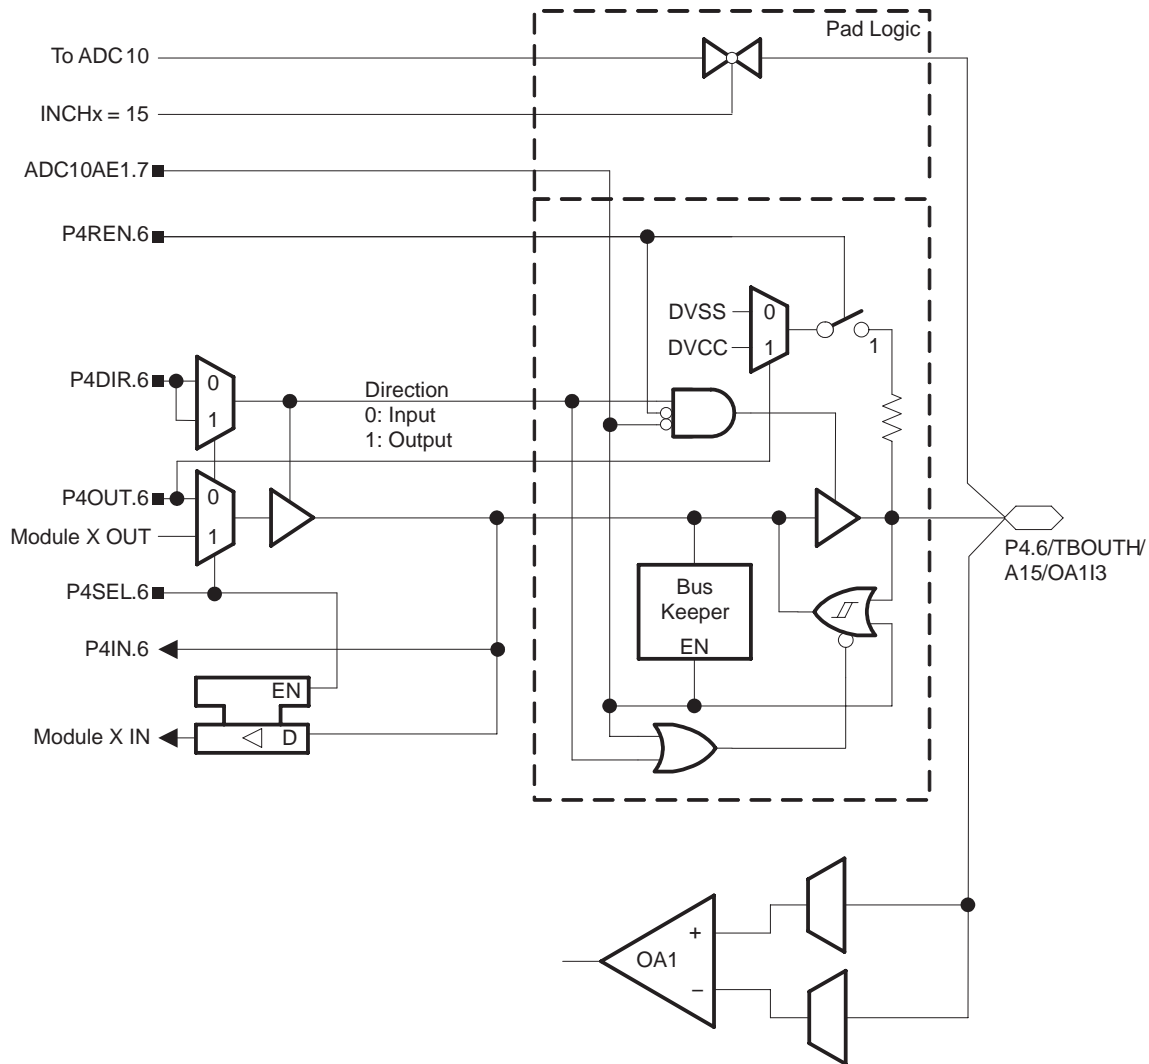 Pad Logic
To ADC10
INCHx = 15
ADC10AE1.7
P4REN.6
DVSS
0
DVCC
1
1
P4DIR.6
0
1
Direction
0: Input
1: Output
P4OUT.6
0
Module X OUT
1
P4.6/TBOUTH/
A15/OA1I3
P4SEL.6
Bus
Keeper
EN
P4IN.6
EN
Module X IN
D
+
OA1
−